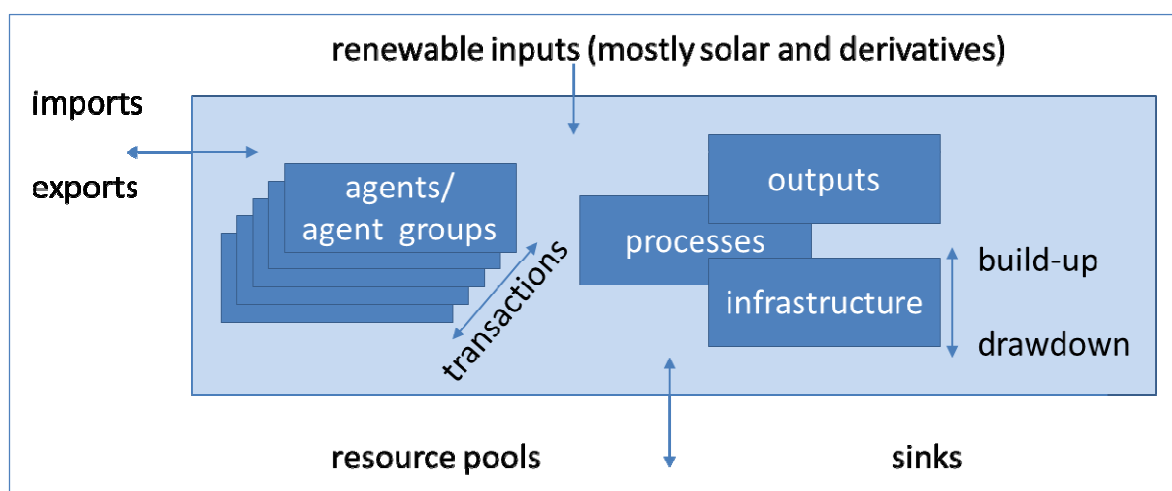 renewable inputs (mostly solar and derivatives)
imports
exports
agents/
agent groups
transactions
outputs
processes
infrastructure
build-up
drawdown
resource pools
sinks